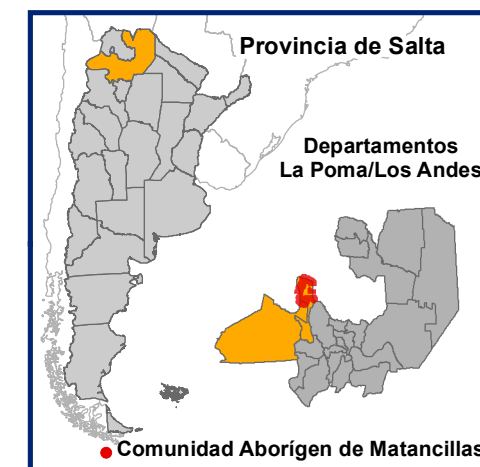 Provincia de Salta
Departamentos
La Poma/Los Andes
Comunidad Aborígen de Matancillas